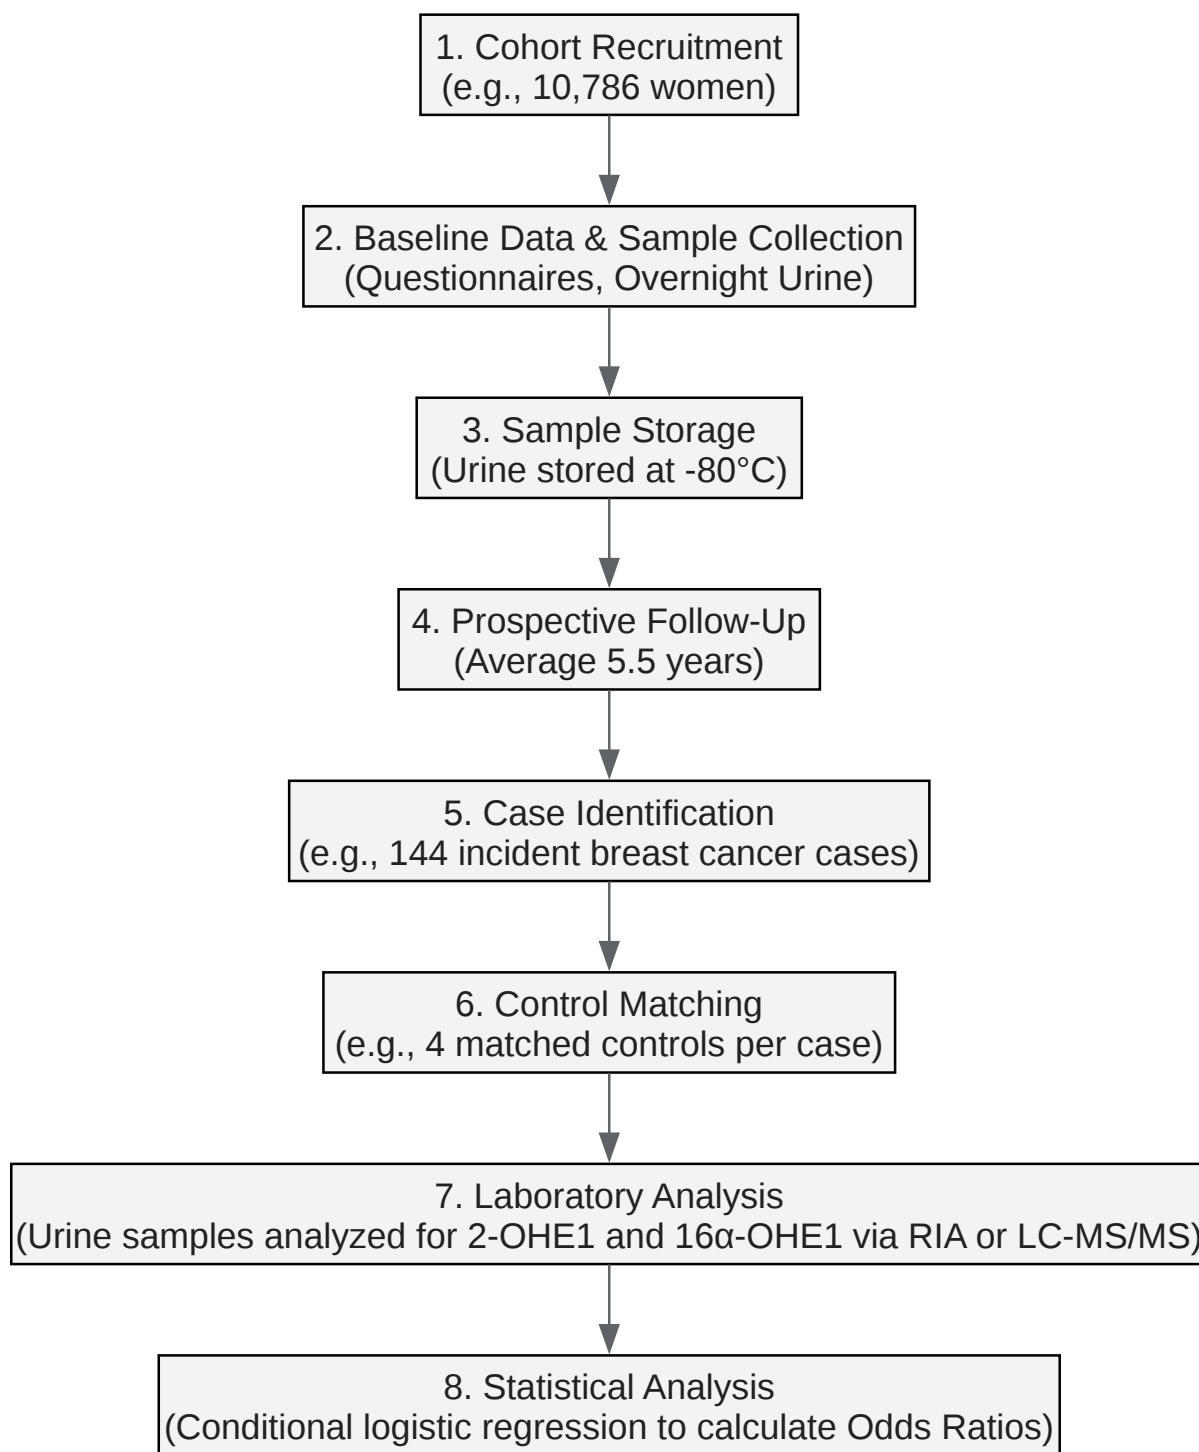 1. Cohort Recruitment
(e.g., 10,786 women)
2. Baseline Data & Sample Collection
(Questionnaires, Overnight Urine)
3. Sample Storage
(Urine stored at -80°C)
4. Prospective Follow-Up
(Average 5.5 years)
5. Case Identification
(e.g., 144 incident breast cancer cases)
6. Control Matching
(e.g., 4 matched controls per case)
7. Laboratory Analysis
(Urine samples analyzed for 2-OHE1 and 16α-OHE1 via RIA or LC-MS/MS)
8. Statistical Analysis
(Conditional logistic regression to calculate Odds Ratios)